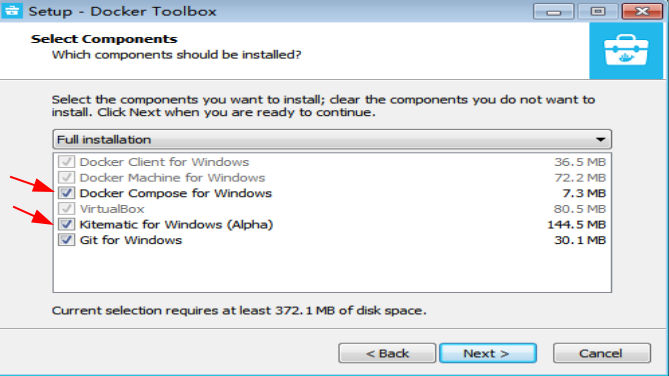 Setup - Docker Toolbox
Select Components
Which components should be installed?
Select the components you want to install; clear the components you do not want to
install. Click Next when you are ready to continue.
Full installation
Docker Client for Windows 36.5 MB
Docker Machine for Windows 72.2 MB
Docker Compose for Windows 7.3 MB
VirtualBox 80.5 MB
Kitematic for Windows (Alpha) 144.5 MB
Git for Windows 30.1 MB
Current selection requires at least 372.1 MB of disk space.
< Back Next > Cancel